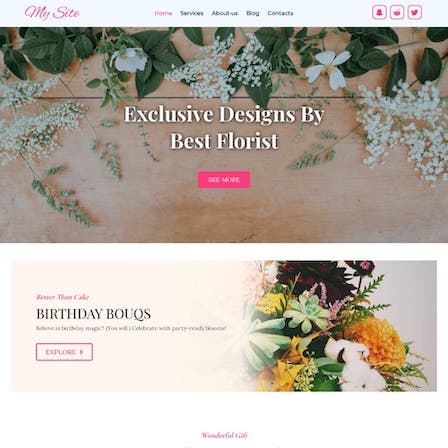 My Site
Home Services About-us Blog Contacts
Exclusive Designs By
Best Florist
SEE MORE
Better Than Cake
BIRTHDAY BOUQS
Believe in birthday magic? (You will.) Celebrate with party-ready blooms!
EXPLORE
Wonderful Gift